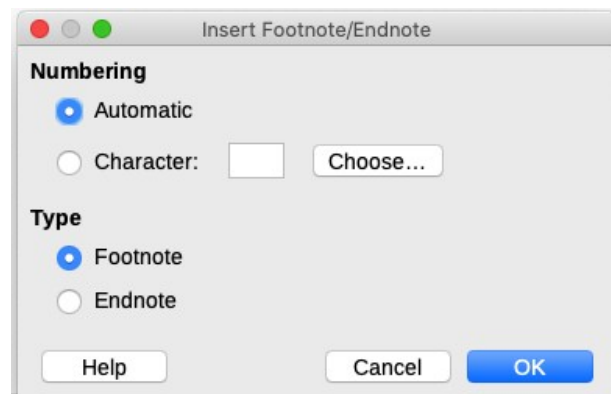 Insert Footnote/Endnote
Numbering
Automatic
Character: Choose...
Type
Footnote
Endnote
Help Cancel OK